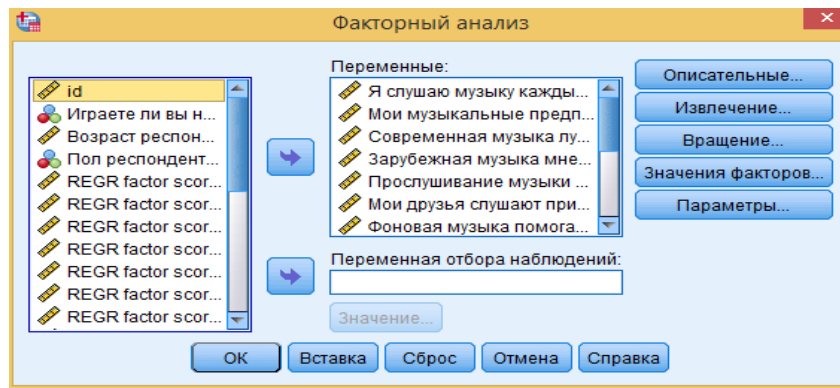 Факторный анализ
id
Играете ли вы н...
Возраст респон...
Пол респондент...
REGR factor scor...
REGR factor scor...
REGR factor scor...
REGR factor scor...
REGR factor scor...
REGR factor scor...
REGR factor scor...
Переменные:
Я слушаю музыку кажды...
Мои музыкальные предп...
Современная музыка лу...
Зарубежная музыка мне...
Прослушивание музыки ...
Мои друзья слушают при...
Фоновая музыка помога...
Переменная отбора наблюдений:
Значение...
Описательные...
Извлечение...
Вращение...
Значения факторов...
Параметры...
ОК
Вставка
Сброс
Отмена
Справка